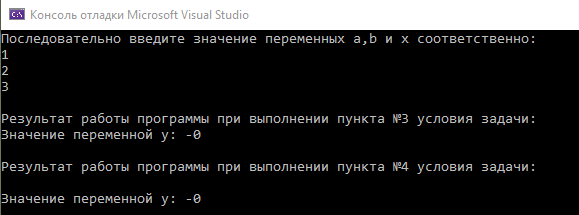 Консоль отладки Microsoft Visual Studio
Последовательно введите значение переменных a,b и x соответственно:
1
2
3
Результат работы программы при выполнении пункта №3 условия задачи:
Значение переменной y: -0
Результат работы программы при выполнении пункта №4 условия задачи:
Значение переменной y: -0